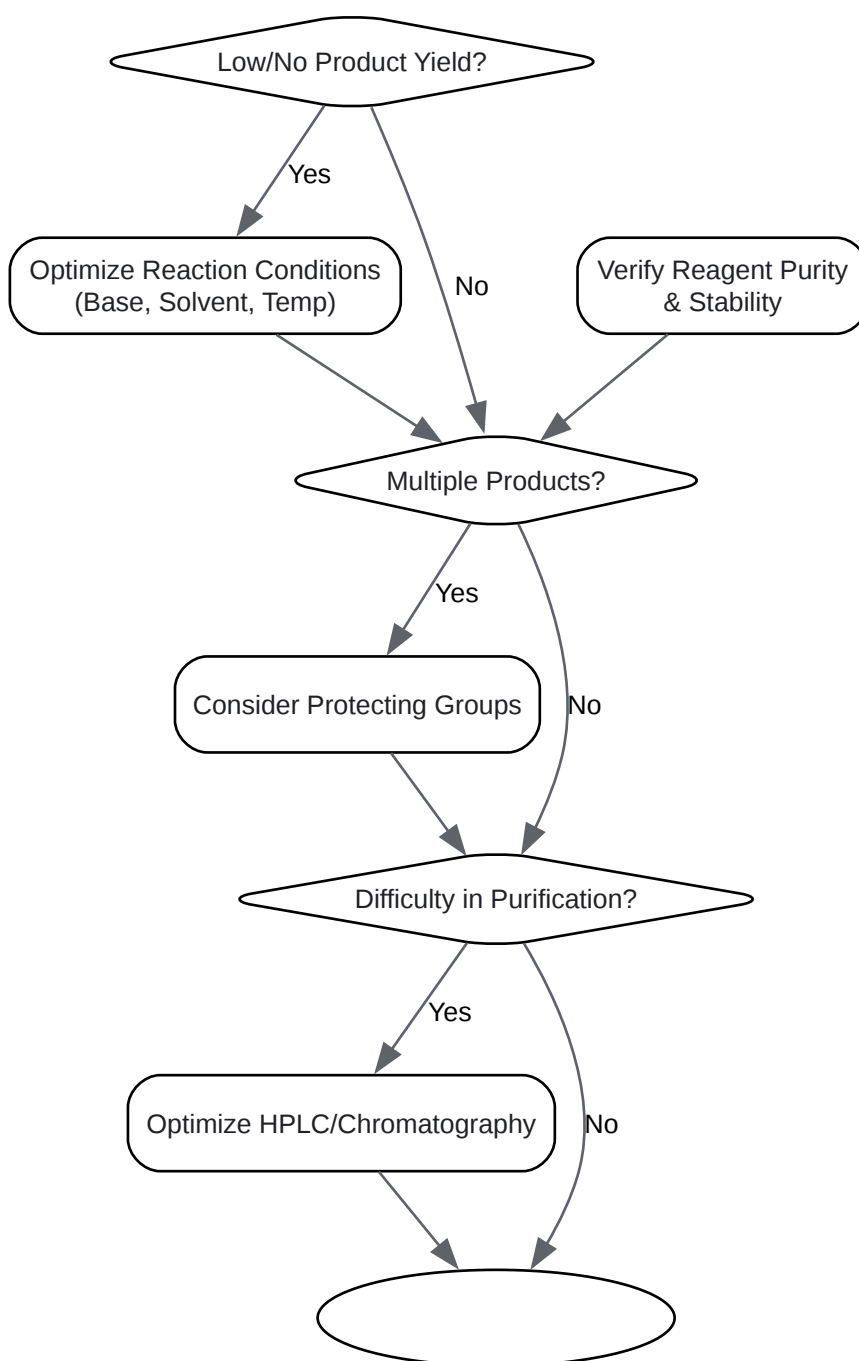 Low/No Product Yield?
Yes
Optimize Reaction Conditions
(Base, Solvent, Temp)
No
Verify Reagent Purity
& Stability
Multiple Products?
Yes
Consider Protecting Groups
No
Difficulty in Purification?
Yes
Optimize HPLC/Chromatography
No